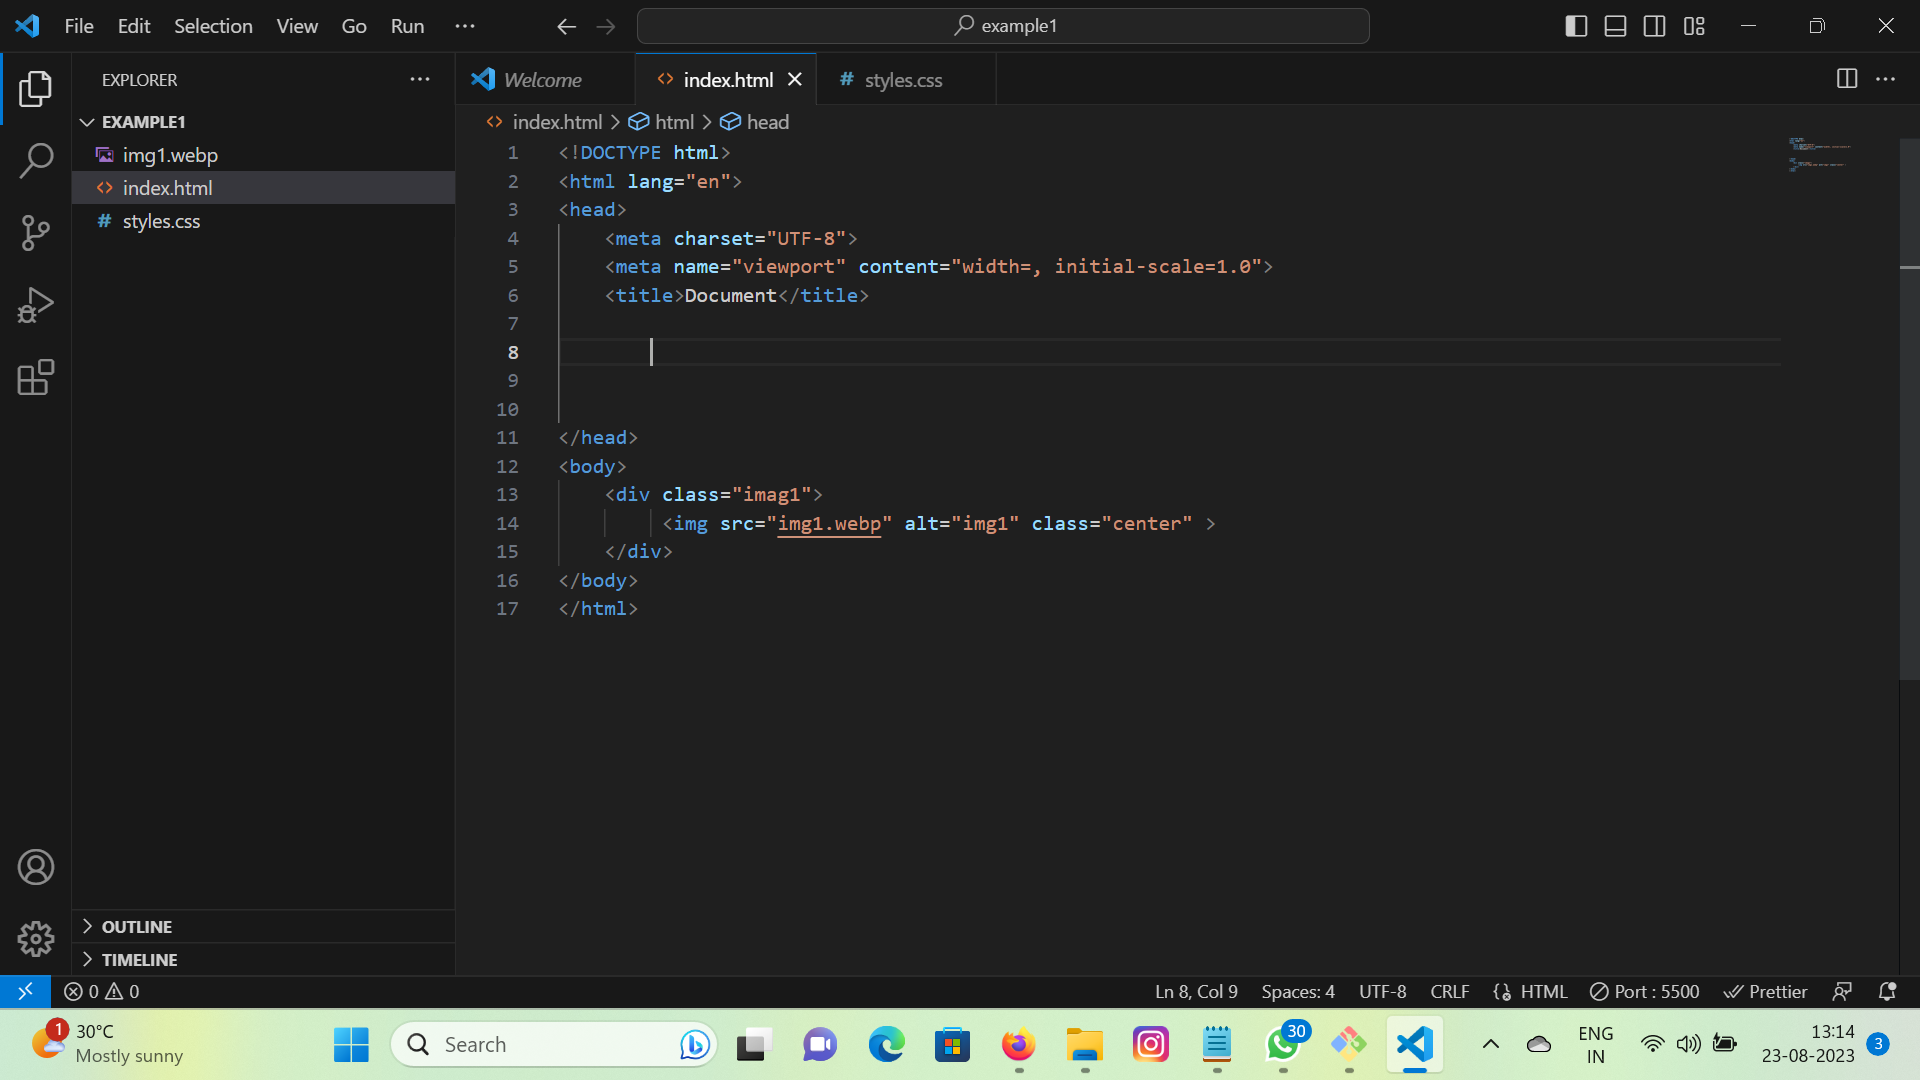 File Edit Selection View Go Run ··· example1
EXPLORER ···
EXAMPLE1
img1.webp
index.html
styles.css
OUTLINE
TIMELINE
Welcome index.html styles.css
index.html > html > head
1 <!DOCTYPE html>
2 <html lang="en">
3 <head>
4 <meta charset="UTF-8">
5 <meta name="viewport" content="width=, initial-scale=1.0">
6 <title>Document</title>
7
8
9
10
11 </head>
12 <body>
13 <div class="imag1">
14 <img src="img1.webp" alt="img1" class="center" >
15 </div>
16 </body>
17 </html>
0 0 Ln 8, Col 9 Spaces: 4 UTF-8 CRLF HTML Port : 5500 Prettier
1 30°C
Mostly sunny
Search
30
ENG
IN
13:14
23-08-2023
3